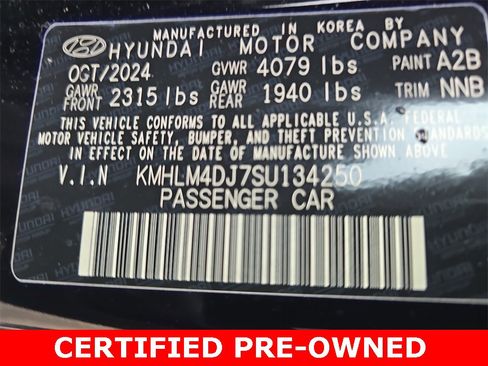 MANUFACTURED IN KOREA BY
HYUNDAI MOTOR COMPANY
OCT/2024 GVWR 4079 lbs PAINT A2B
GAWR FRONT 2315 lbs GAWR REAR 1940 lbs TRIM NNB
THIS VEHICLE CONFORMS TO ALL APPLICABLE U.S.A. FEDERAL
MOTOR VEHICLE SAFETY, BUMPER, AND THEFT PREVENTION STANDARDS
IN EFFECT ON THE DATE OF MANUFACTURE SHOWN ABOVE.
V.I.N KMHLM4DJ7SU134250
PASSENGER CAR
CERTIFIED PRE-OWNED